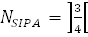 N_SIPA = ]3/4[